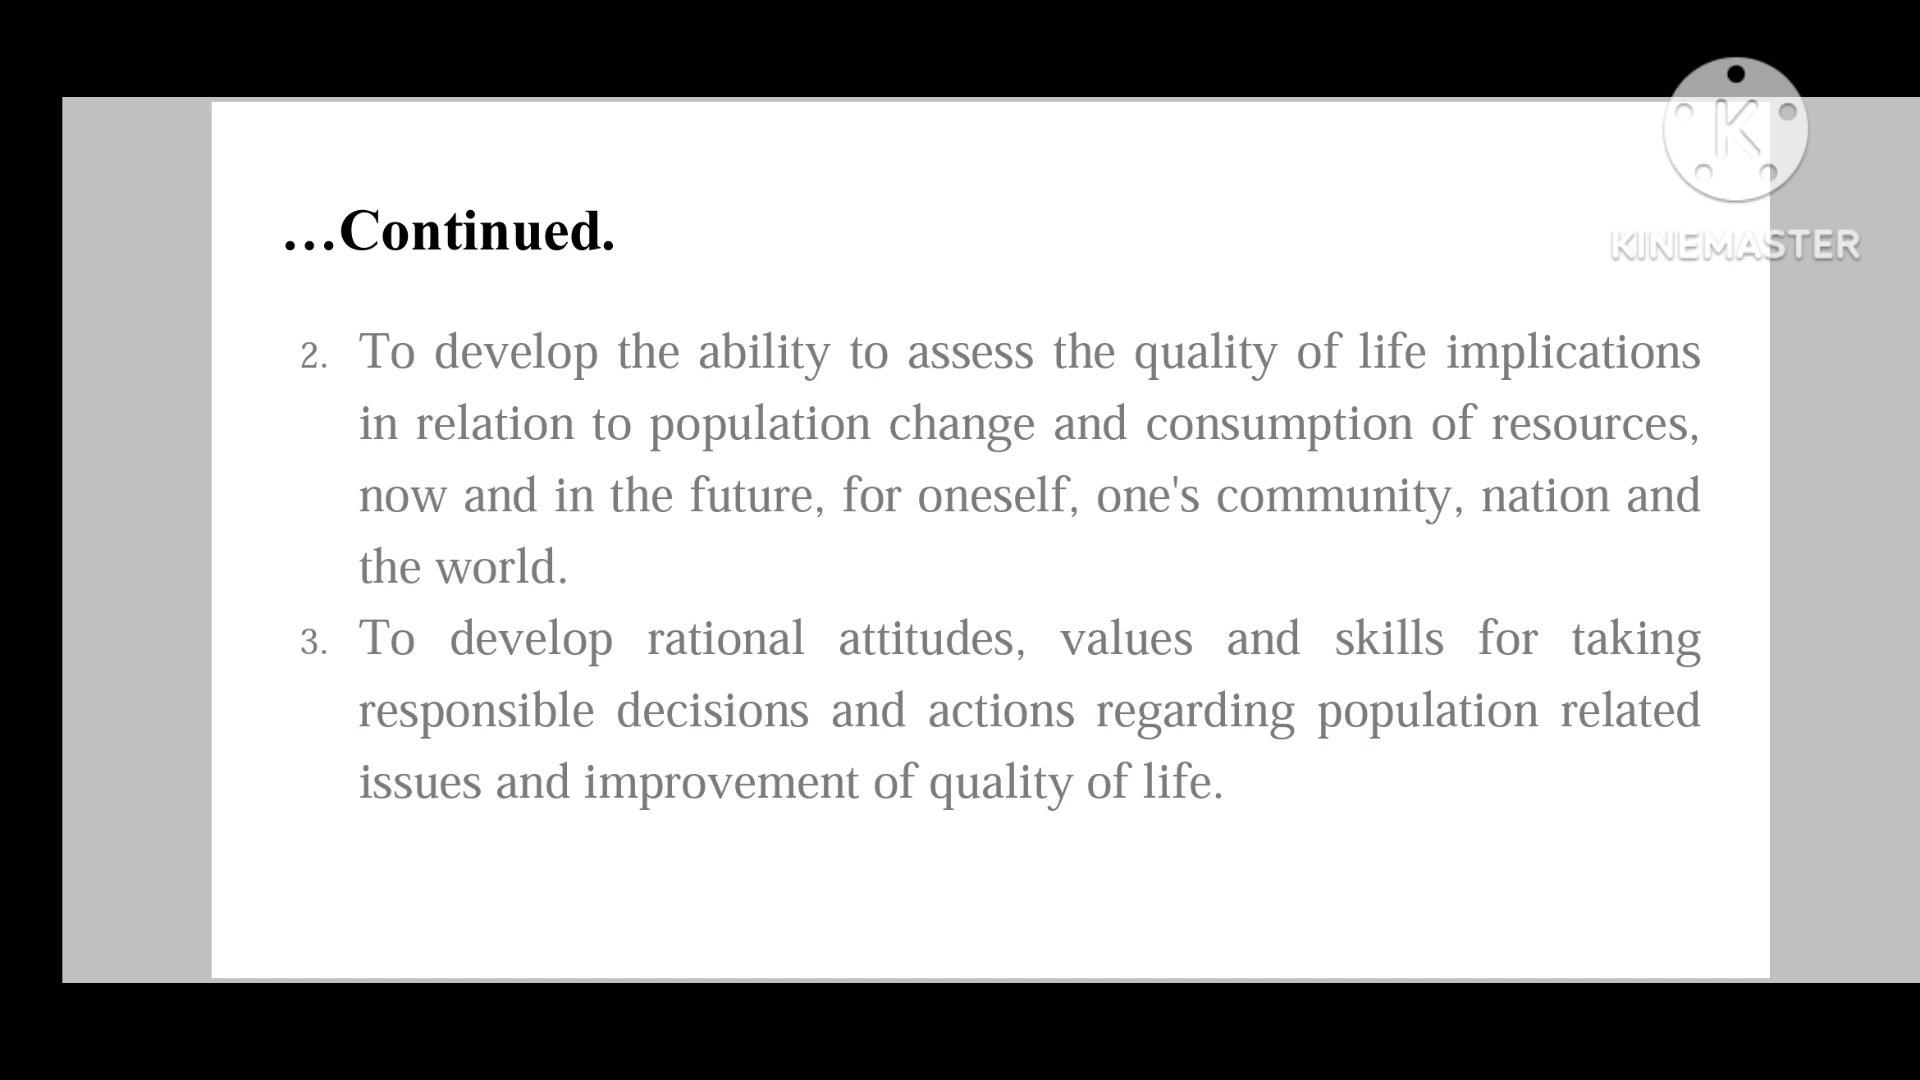 K
KINEMASTER
...Continued.
2. To develop the ability to assess the quality of life implications
in relation to population change and consumption of resources,
now and in the future, for oneself, one's community, nation and
the world.
3. To develop rational attitudes, values and skills for taking
responsible decisions and actions regarding population related
issues and improvement of quality of life.